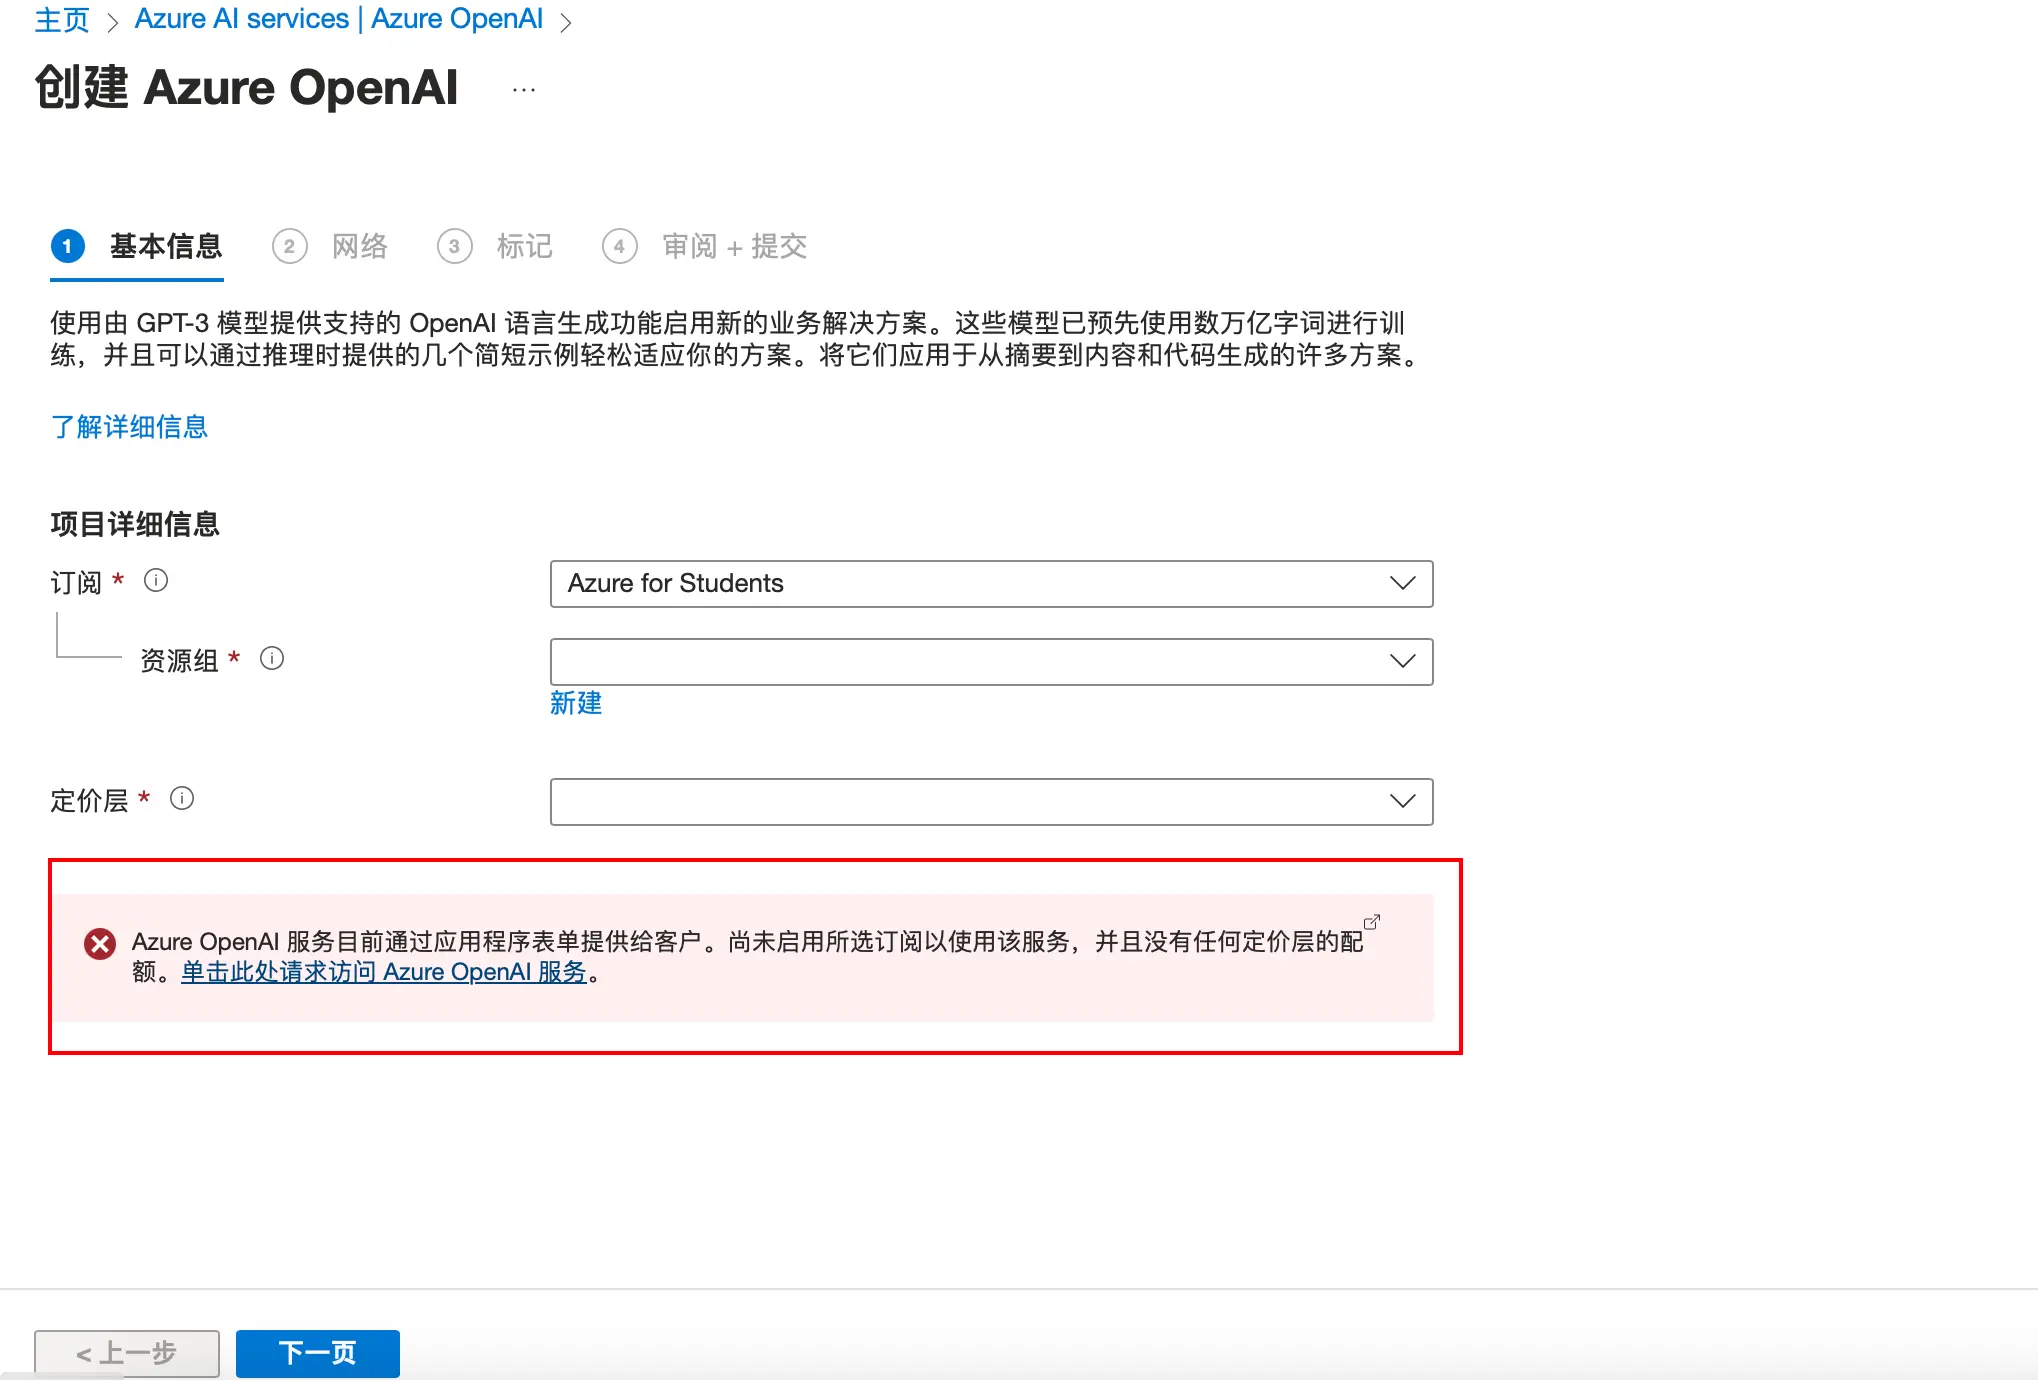 主页 > Azure AI services | Azure OpenAI >
创建 Azure OpenAI ...
1 基本信息 2 网络 3 标记 4 审阅 + 提交
使用由 GPT-3 模型提供支持的 OpenAI 语言生成功能启用新的业务解决方案。这些模型已预先使用数万亿字词进行训
练，并且可以通过推理时提供的几个简短示例轻松适应你的方案。将它们应用于从摘要到内容和代码生成的许多方案。
了解详细信息
项目详细信息
订阅 * Azure for Students
资源组 *
新建
定价层 *
Azure OpenAI 服务目前通过应用程序表单提供给客户。尚未启用所选订阅以使用该服务，并且没有任何定价层的配
额。单击此处请求访问 Azure OpenAI 服务。
< 上一步 下一页